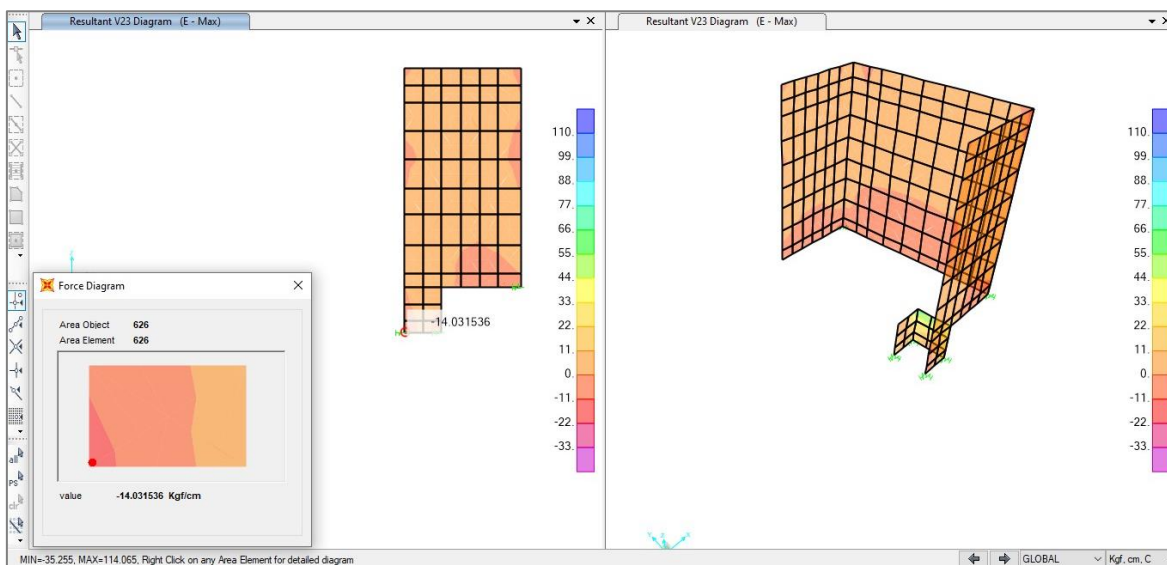 Resultant V23 Diagram (E - Max)
Resultant V23 Diagram (E - Max)
110.
99.
88.
77.
66.
55.
44.
33.
22.
11.
0.
-11.
-22.
-33.
110.
99.
88.
77.
66.
55.
44.
33.
22.
11.
0.
-11.
-22.
-33.
-14.031536
Force Diagram
Area Object 626
Area Element 626
value -14.031536 Kgf/cm
all
PS
clr
MIN=-35.255, MAX=114.065, Right Click on any Area Element for detailed diagram
GLOBAL
Kgf, cm, C